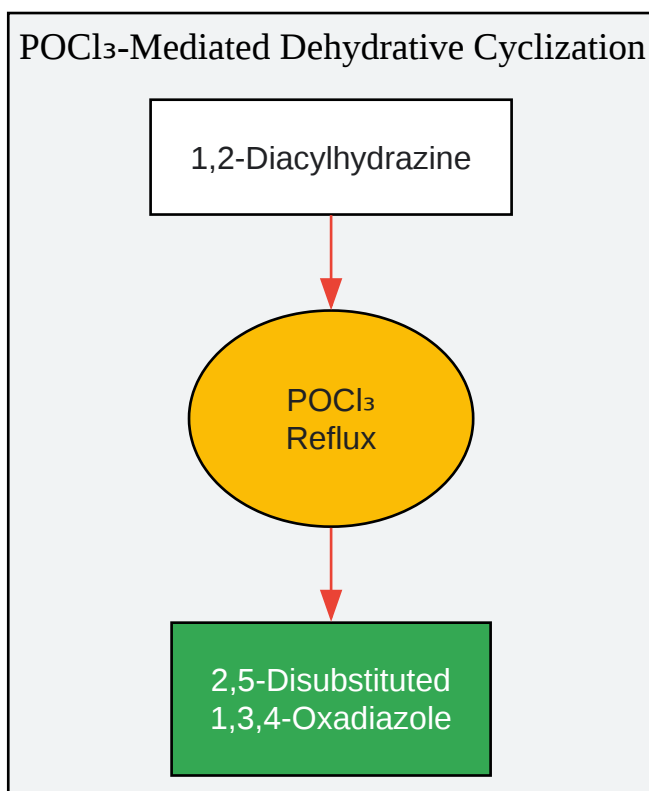 POCl₃-Mediated Dehydrative Cyclization
1,2-Diacylhydrazine
POCl₃
Reflux
2,5-Disubstituted
1,3,4-Oxadiazole